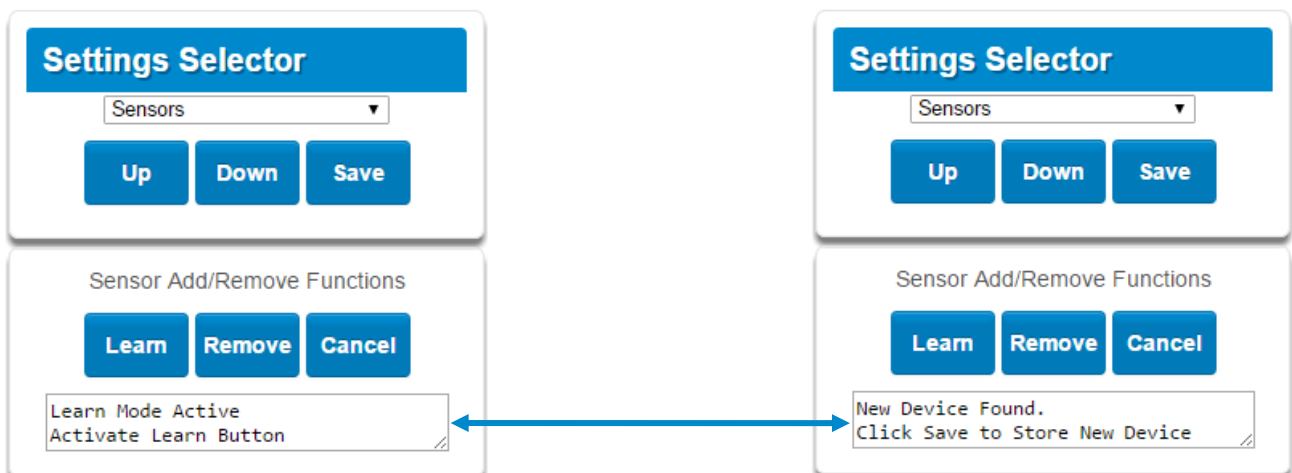 Settings Selector
Sensors
Up Down Save
Sensor Add/Remove Functions
Learn Remove Cancel
Learn Mode Active
Activate Learn Button
Settings Selector
Sensors
Up Down Save
Sensor Add/Remove Functions
Learn Remove Cancel
New Device Found.
Click Save to Store New Device